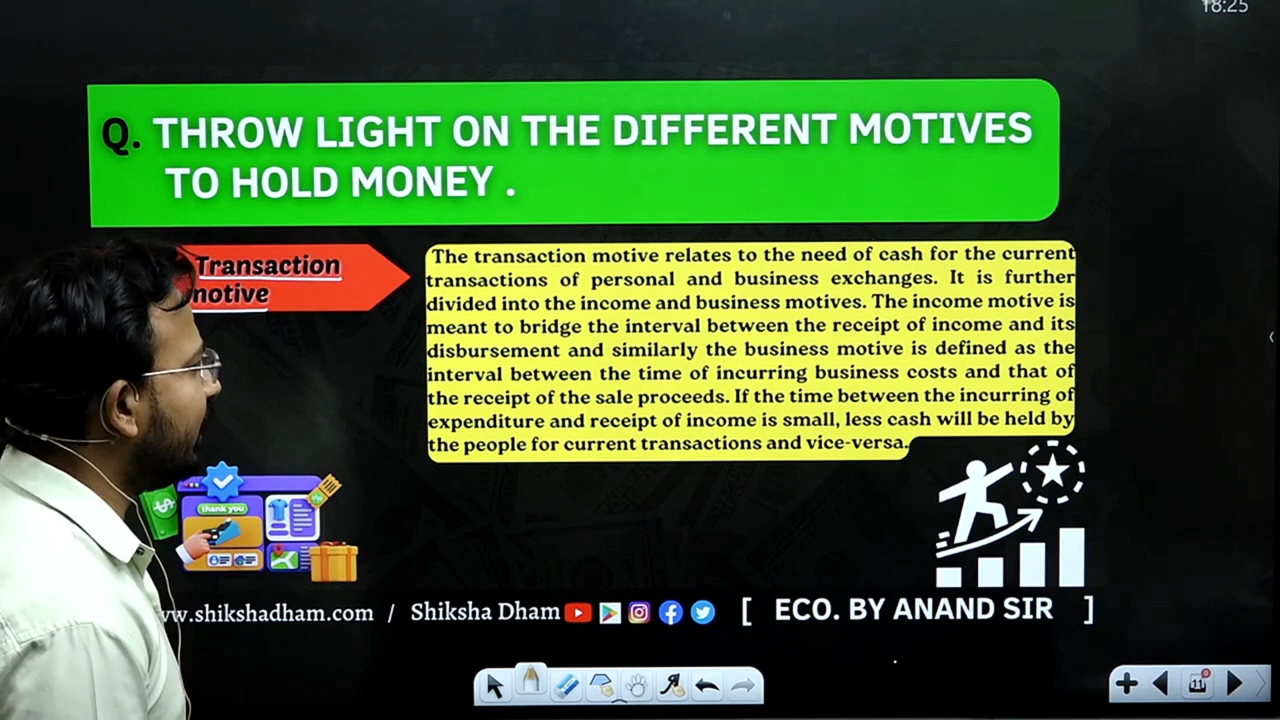 18:25
Q. THROW LIGHT ON THE DIFFERENT MOTIVES
TO HOLD MONEY .
Transaction
motive
The transaction motive relates to the need of cash for the current
transactions of personal and business exchanges. It is further
divided into the income and business motives. The income motive is
meant to bridge the interval between the receipt of income and its
disbursement and similarly the business motive is defined as the
interval between the time of incurring business costs and that of
the receipt of the sale proceeds. If the time between the incurring of
expenditure and receipt of income is small, less cash will be held by
the people for current transactions and vice-versa.
thank you
ww.shikshadham.com / Shiksha Dham [ ECO. BY ANAND SIR ]
11